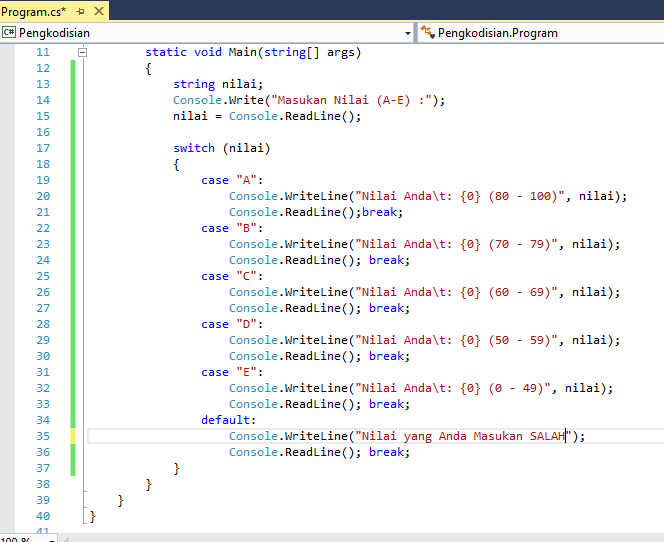 Program.cs*
C# Pengkodisian
Pengkodisian.Program
11 static void Main(string[] args)
12 {
13 string nilai;
14 Console.Write("Masukan Nilai (A-E) :");
15 nilai = Console.ReadLine();
16
17 switch (nilai)
18 {
19 case "A":
20 Console.WriteLine("Nilai Anda\t: {0} (80 - 100)", nilai);
21 Console.ReadLine();break;
22 case "B":
23 Console.WriteLine("Nilai Anda\t: {0} (70 - 79)", nilai);
24 Console.ReadLine(); break;
25 case "C":
26 Console.WriteLine("Nilai Anda\t: {0} (60 - 69)", nilai);
27 Console.ReadLine(); break;
28 case "D":
29 Console.WriteLine("Nilai Anda\t: {0} (50 - 59)", nilai);
30 Console.ReadLine(); break;
31 case "E":
32 Console.WriteLine("Nilai Anda\t: {0} (0 - 49)", nilai);
33 Console.ReadLine(); break;
34 default:
35 Console.WriteLine("Nilai yang Anda Masukan SALAH");
36 Console.ReadLine(); break;
37 }
38 }
39 }
40 }
41
100 %